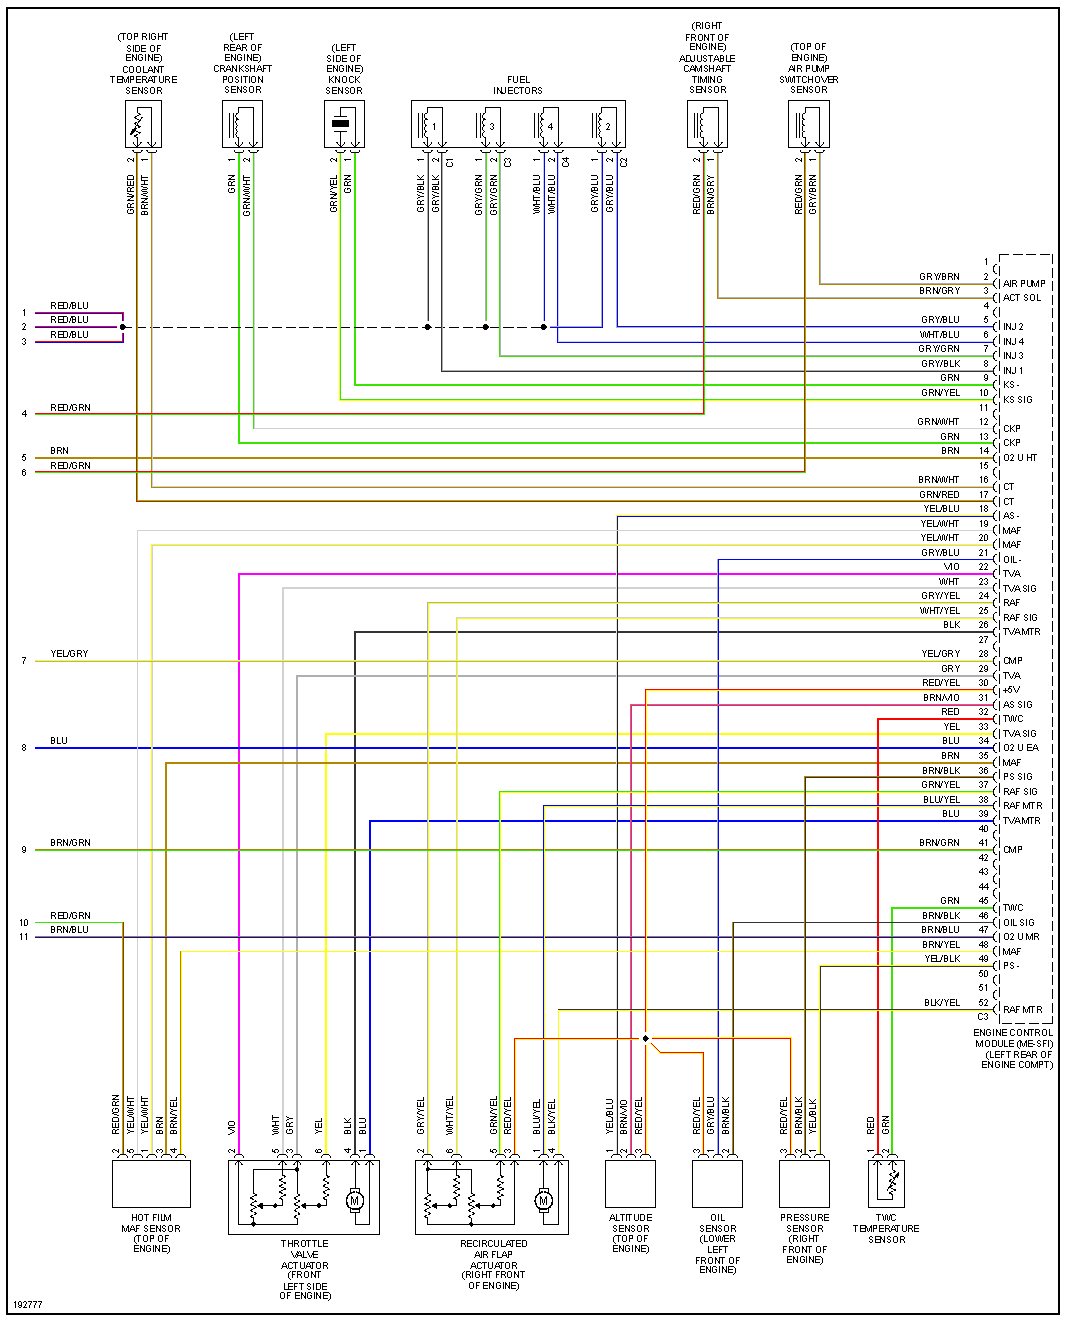 (TOP RIGHT
SIDE OF
ENGINE)
COOLANT
TEMPERATURE
SENSOR
(LEFT
REAR OF
ENGINE)
CRANKSHAFT
POSITION
SENSOR
(LEFT
SIDE OF
ENGINE)
KNOCK
SENSOR
FUEL
INJECTORS
(RIGHT
FRONT OF
ENGINE)
ADJUSTABLE
CAMSHAFT
TIMING
SENSOR
(TOP OF
ENGINE)
AIR PUMP
SWITCHOVER
SENSOR
1 3 4 2
2 1 1 2 2 1 1 2 C1 1 2 C3 1 2 C4 1 2 C2 2 1 2 1
GRN/RED
BRN/WHT
GRN
GRN/WHT
GRN/YEL
GRN
GRY/BLK
GRY/BLK
GRY/GRN
GRY/GRN
WHT/BLU
WHT/BLU
GRY/BLU
GRY/BLU
RED/GRN
BRN/GRY
RED/GRN
GRY/BRN
1 RED/BLU
2 RED/BLU
3 RED/BLU
4 RED/GRN
5 BRN
6 RED/GRN
7 YEL/GRY
8 BLU
9 BRN/GRN
10 RED/GRN
11 BRN/BLU
1
GRY/BRN 2 AIR PUMP
BRN/GRY 3 ACT SOL
4
GRY/BLU 5 INJ 2
WHT/BLU 6 INJ 4
GRY/GRN 7 INJ 3
GRY/BLK 8 INJ 1
GRN 9 KS -
GRN/YEL 10 KS SIG
11
GRN/WHT 12 CKP
GRN 13 CKP
BRN 14 O2 U HT
15
BRN/WHT 16 CT
GRN/RED 17 CT
YEL/BLU 18 AS -
YEL/WHT 19 MAF
YEL/WHT 20 MAF
GRY/BLU 21 OIL -
VIO 22 TVA
WHT 23 TVA SIG
GRY/YEL 24 RAF
WHT/YEL 25 RAF SIG
BLK 26 TVA MTR
27
YEL/GRY 28 CMP
GRY 29 TVA
RED/YEL 30 +5V
BRN/VIO 31 AS SIG
RED 32 TWC
YEL 33 TVA SIG
BLU 34 O2 U EA
BRN 35 MAF
BRN/BLK 36 PS SIG
GRN/YEL 37 RAF SIG
BLU/YEL 38 RAF MTR
BLU 39 TVA MTR
40
BRN/GRN 41 CMP
42
43
44
GRN 45 TWC
BRN/BLK 46 OIL SIG
BRN/BLU 47 O2 U MR
BRN/YEL 48 MAF
YEL/BLK 49 PS -
50
51
BLK/YEL 52 RAF MTR
C3
ENGINE CONTROL
MODULE (ME-SFI)
(LEFT REAR OF
ENGINE COMPT)
RED/GRN
YEL/WHT
YEL/WHT
BRN
BRN/YEL
VIO
WHT
GRY
YEL
BLK
BLU
GRY/YEL
WHT/YEL
GRN/YEL
RED/YEL
BLU/YEL
BLK/YEL
YEL/BLU
BRN/VIO
RED/YEL
RED/YEL
GRY/BLU
BRN/BLK
RED/YEL
BRN/BLK
YEL/BLK
RED
GRN
2 5 1 3 4 2 5 3 6 4 1 2 6 5 3 1 4 1 2 3 3 1 2 3 2 1 1 2
M M
HOT FILM
MAF SENSOR
(TOP OF
ENGINE)
THROTTLE
VALVE
ACTUATOR
(FRONT
LEFT SIDE
OF ENGINE)
RECIRCULATED
AIR FLAP
ACTUATOR
(RIGHT FRONT
OF ENGINE)
ALTITUDE
SENSOR
(TOP OF
ENGINE)
OIL
SENSOR
(LOWER
LEFT
FRONT OF
ENGINE)
PRESSURE
SENSOR
(RIGHT
FRONT OF
ENGINE)
TWC
TEMPERATURE
SENSOR
192777